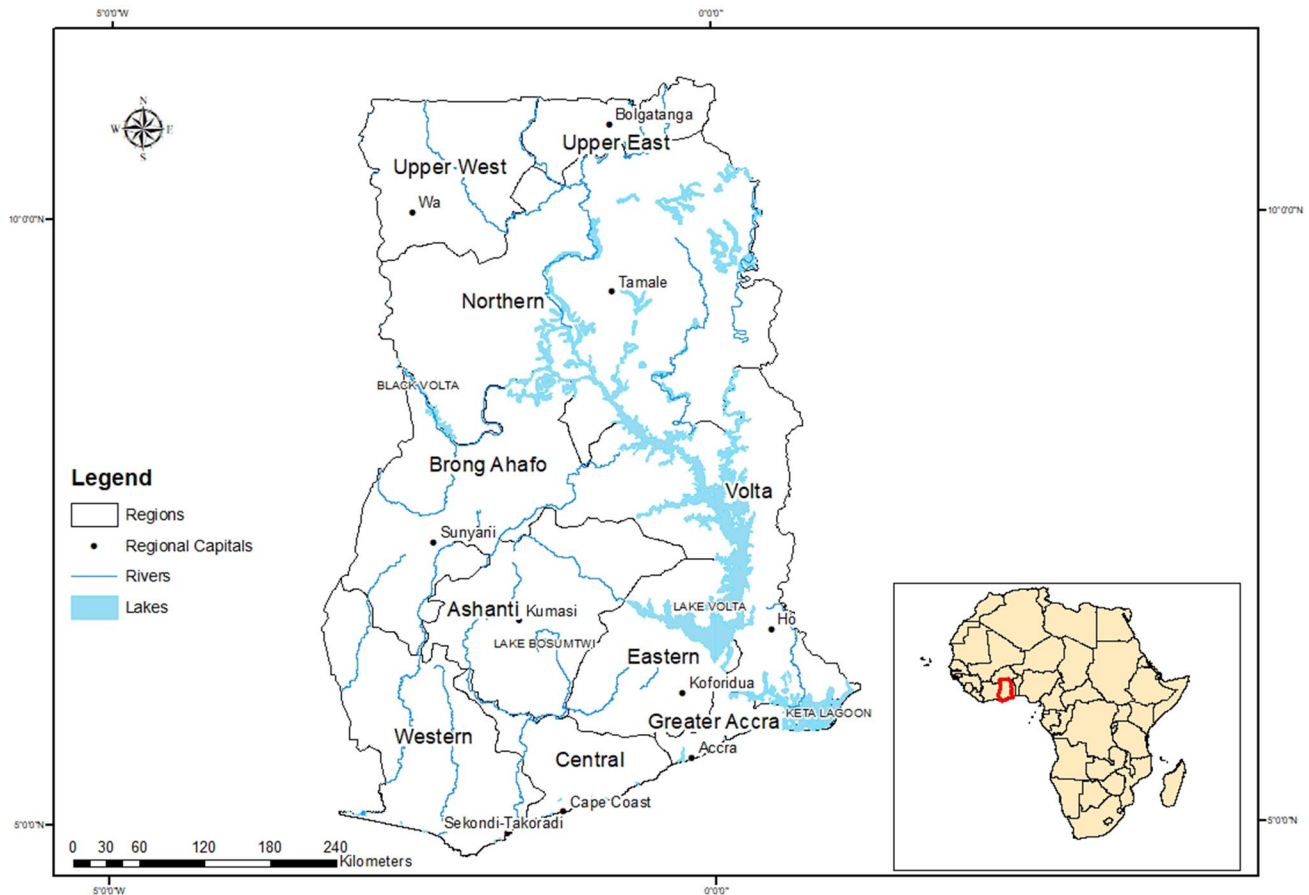 5°0'0"W
0°0'0"
N
W
E
S
Bolgatanga
Upper East
Upper West
Wa
10°0'0"N
10°0'0"N
Tamale
Northern
BLACK VOLTA
Brong Ahafo
Volta
Legend
Regions
Regional Capitals
Rivers
Lakes
Sunyarii
Ashanti
Kumasi
LAKE VOLTA
Ho
LAKE BOSUMTWI
Eastern
Koforidua
KETA LAGOON
Greater Accra
Western
Accra
Central
Cape Coast
Sekondi-Takoradi
5°0'0"N
5°0'0"N
0 30 60 120 180 240
Kilometers
5°0'0"W
0°0'0"